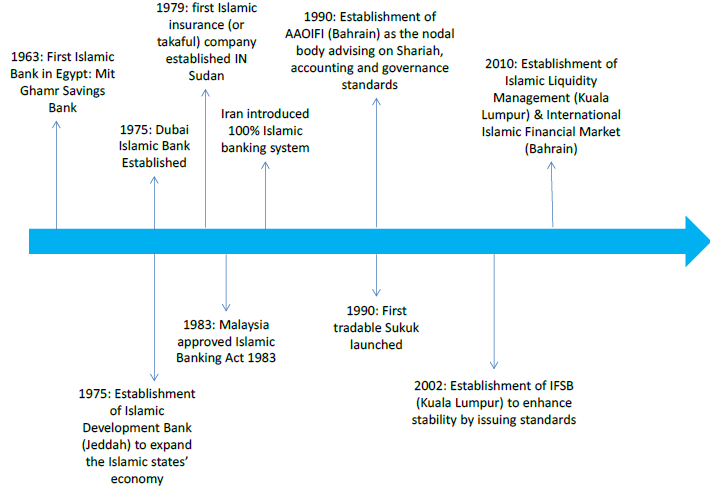 1963: First Islamic
Bank in Egypt: Mit
Ghamr Savings
Bank
1975: Dubai
Islamic Bank
Established
1979: first Islamic
insurance (or
takaful) company
established IN
Sudan
Iran introduced
100% Islamic
banking system
1990: Establishment of
AAOIFI (Bahrain) as the nodal
body advising on Shariah,
accounting and governance
standards
2010: Establishment of
Islamic Liquidity
Management (Kuala
Lumpur) & International
Islamic Financial Market
(Bahrain)
1975: Establishment
of Islamic
Development Bank
(Jeddah) to expand
the Islamic states’
economy
1983: Malaysia
approved Islamic
Banking Act 1983
1990: First
tradable Sukuk
launched
2002: Establishment of IFSB
(Kuala Lumpur) to enhance
stability by issuing standards